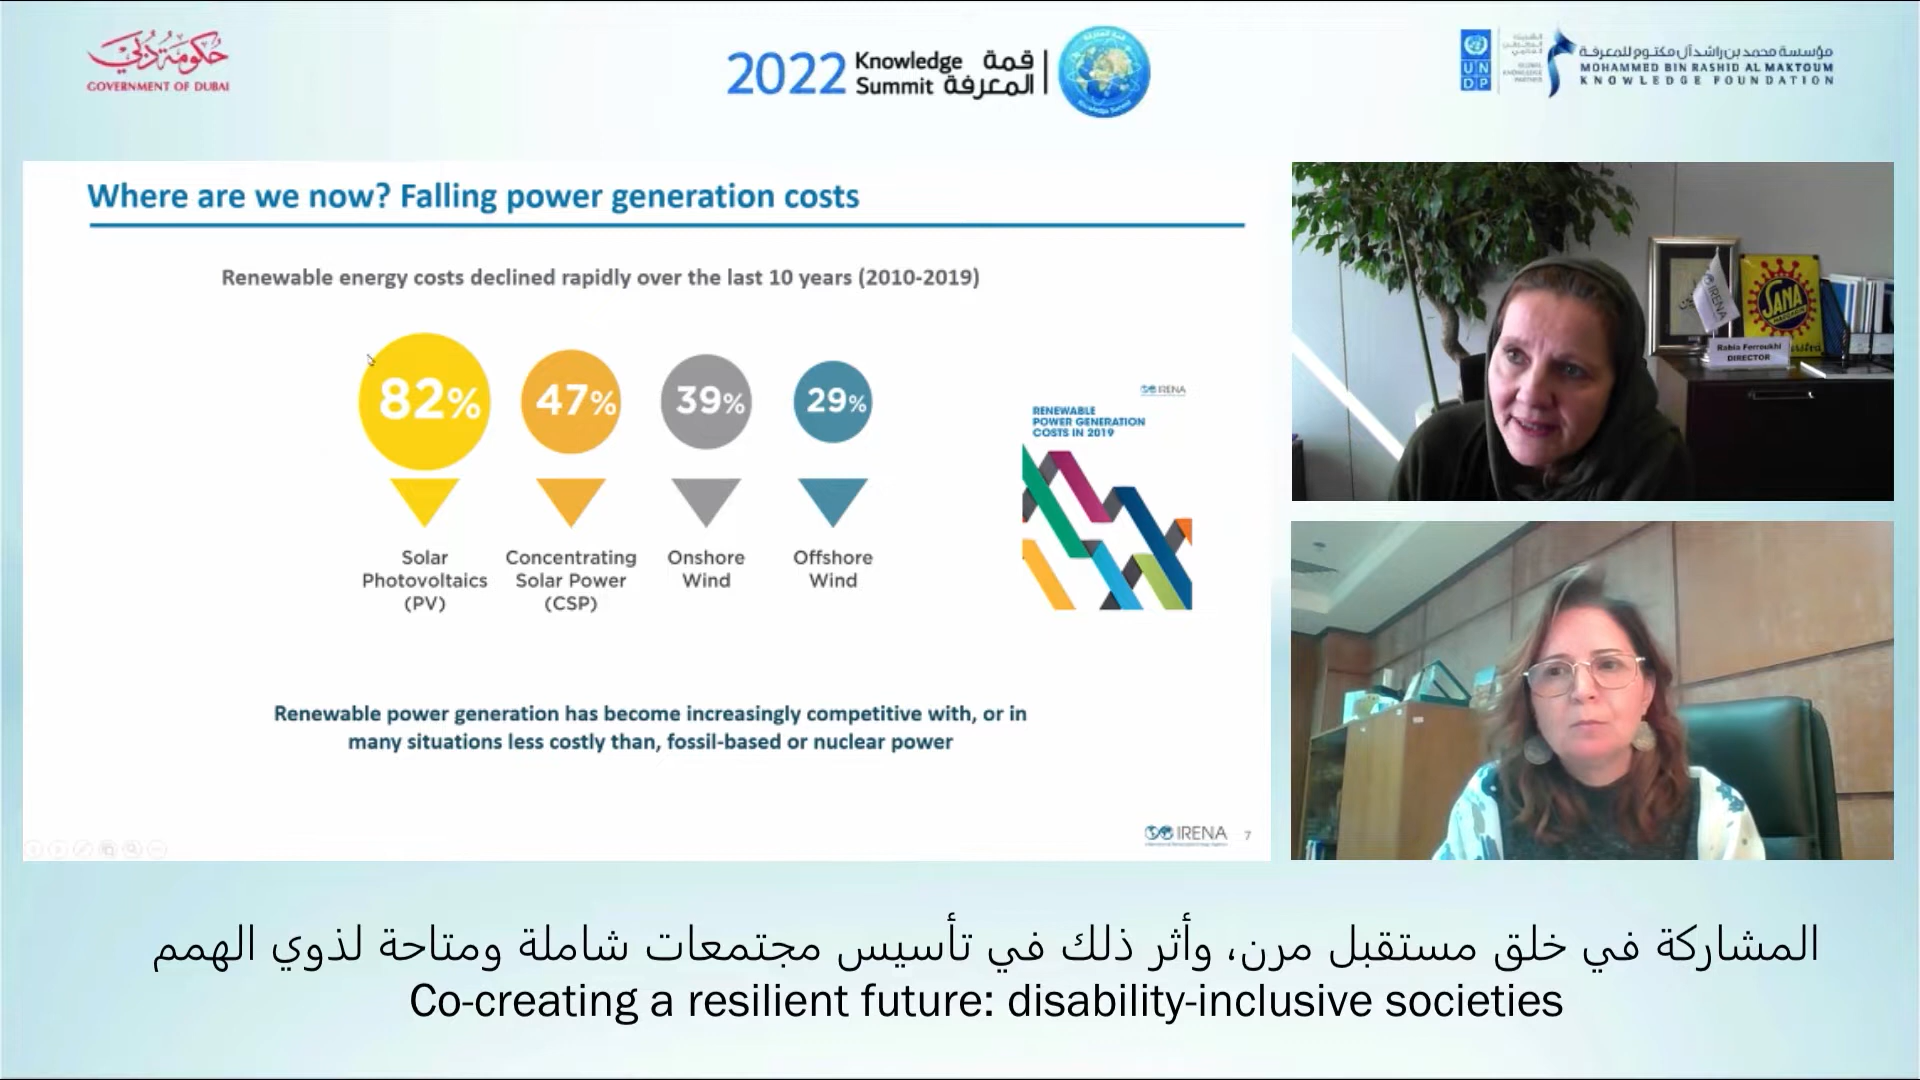 حكومة دبي
GOVERNMENT OF DUBAI
2022 Knowledge Summit
قمة المعرفة
UNDP
مؤسسة محمد بن راشد آل مكتوم للمعرفة
MOHAMMED BIN RASHID AL MAKTOUM
KNOWLEDGE FOUNDATION
Where are we now? Falling power generation costs
Renewable energy costs declined rapidly over the last 10 years (2010-2019)
82%
47%
39%
29%
Solar
Photovoltaics
(PV)
Concentrating
Solar Power
(CSP)
Onshore
Wind
Offshore
Wind
IRENA
RENEWABLE
POWER GENERATION
COSTS IN 2019
Renewable power generation has become increasingly competitive with, or in
many situations less costly than, fossil-based or nuclear power
IRENA
7
IRENA
SANA
Rabia Ferroukhi
DIRECTOR
المشاركة في خلق مستقبل مرن، وأثر ذلك في تأسيس مجتمعات شاملة ومتاحة لذوي الهمم
Co-creating a resilient future: disability-inclusive societies